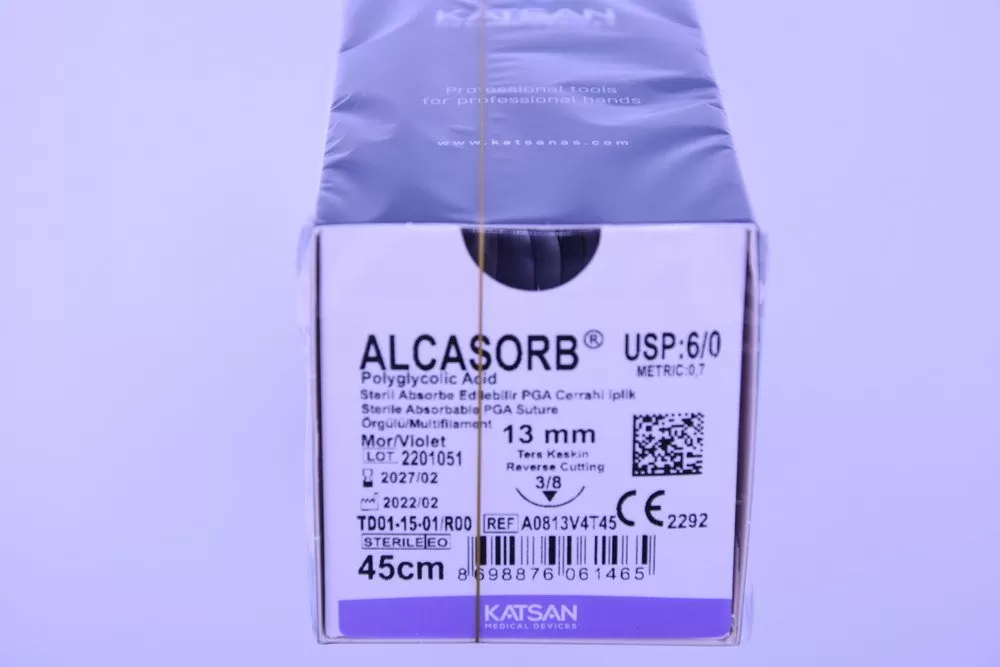 KATSAN
Professional tools
for professional hands
www.katsanas.com
ALCASORB® USP:6/0
METRIC:0,7
Polyglycolic Acid
Steril Absorbe Edilebilir PGA Cerrahi İplik
Sterile Absorbable PGA Suture
Örgülü/Multifilament
Mor/Violet
13 mm
Ters Keskin
Reverse Cutting
3/8
LOT 2201051
2027/02
2022/02
TD01-15-01/R00 REF A0813V4T45 CE 2292
STERILE EO
45cm 8 698876 061465
KATSAN
MEDICAL DEVICES